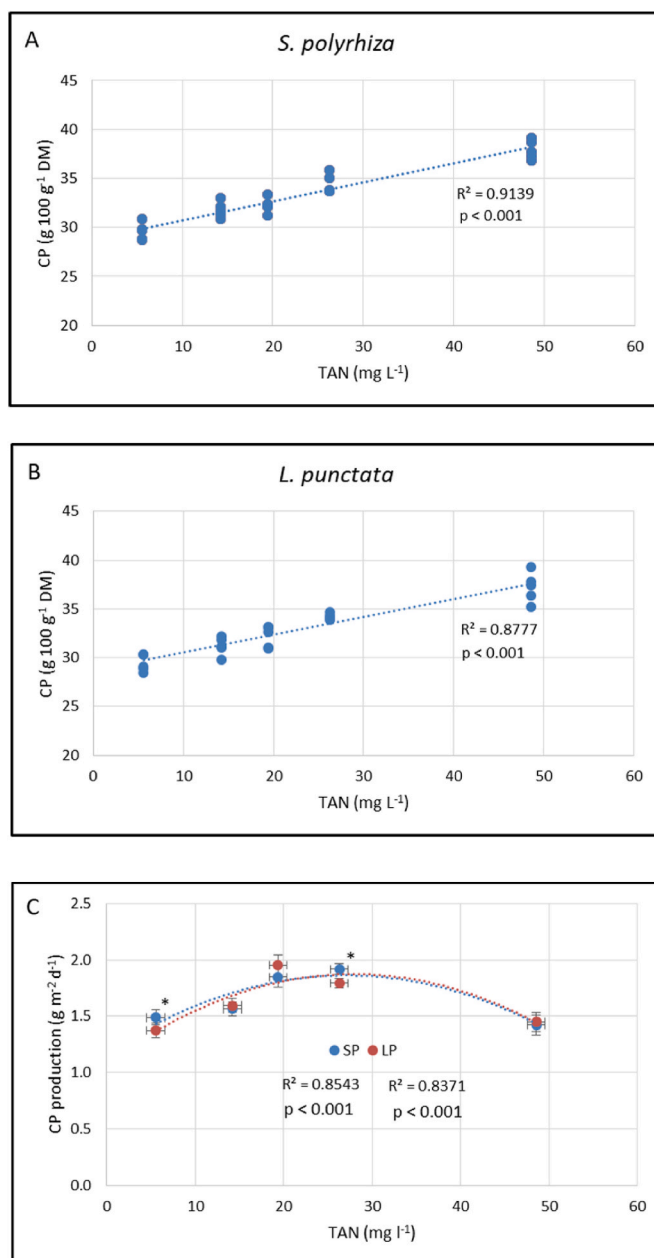 A
S. polyrhiza
45
40
35
30
25
20
CP (g 100 g⁻¹ DM)
R² = 0.9139
p < 0.001
0 10 20 30 40 50 60
TAN (mg L⁻¹)
B
L. punctata
45
40
35
30
25
20
CP (g 100 g⁻¹ DM)
R² = 0.8777
p < 0.001
0 10 20 30 40 50 60
TAN (mg L⁻¹)
C
2.5
2.0
1.5
1.0
0.5
0.0
CP production (g m⁻² d⁻¹)
*
*
SP LP
R² = 0.8543 R² = 0.8371
p < 0.001 p < 0.001
0 10 20 30 40 50 60
TAN (mg l⁻¹)